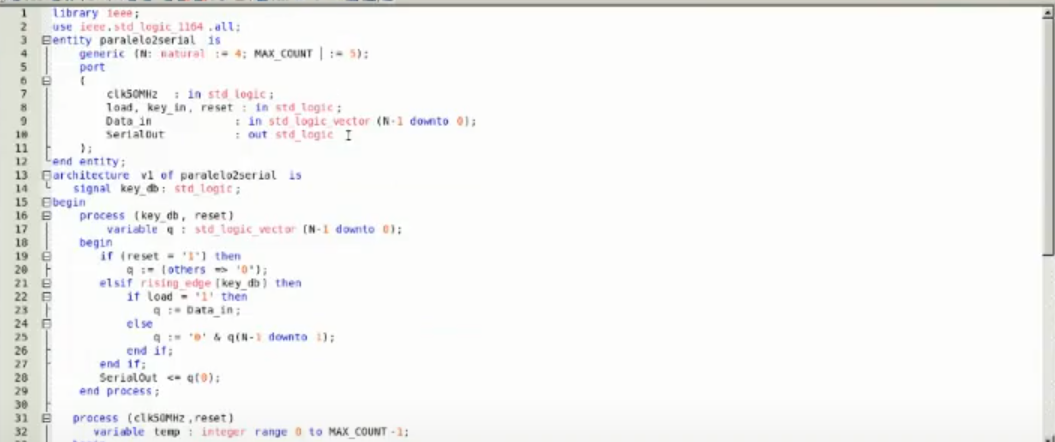 1 library ieee;
2 use ieee.std_logic_1164.all;
3 entity paralelo2serial is
4 generic (N: natural := 4; MAX_COUNT := 5);
5 port
6 (
7 clk50MHz : in std_logic;
8 load, key_in, reset : in std_logic;
9 Data_in : in std_logic_vector (N-1 downto 0);
10 SerialOut : out std_logic
11 );
12 end entity;
13 architecture v1 of paralelo2serial is
14 signal key_db: std_logic;
15 begin
16 process (key_db, reset)
17 variable q : std_logic_vector (N-1 downto 0);
18 begin
19 if (reset = '1') then
20 q := (others => '0');
21 elsif rising_edge(key_db) then
22 if load = '1' then
23 q := Data_in;
24 else
25 q := '0' & q(N-1 downto 1);
26 end if;
27 end if;
28 SerialOut <= q(0);
29 end process;
30
31 process (clk50MHz,reset)
32 variable temp : integer range 0 to MAX_COUNT-1;